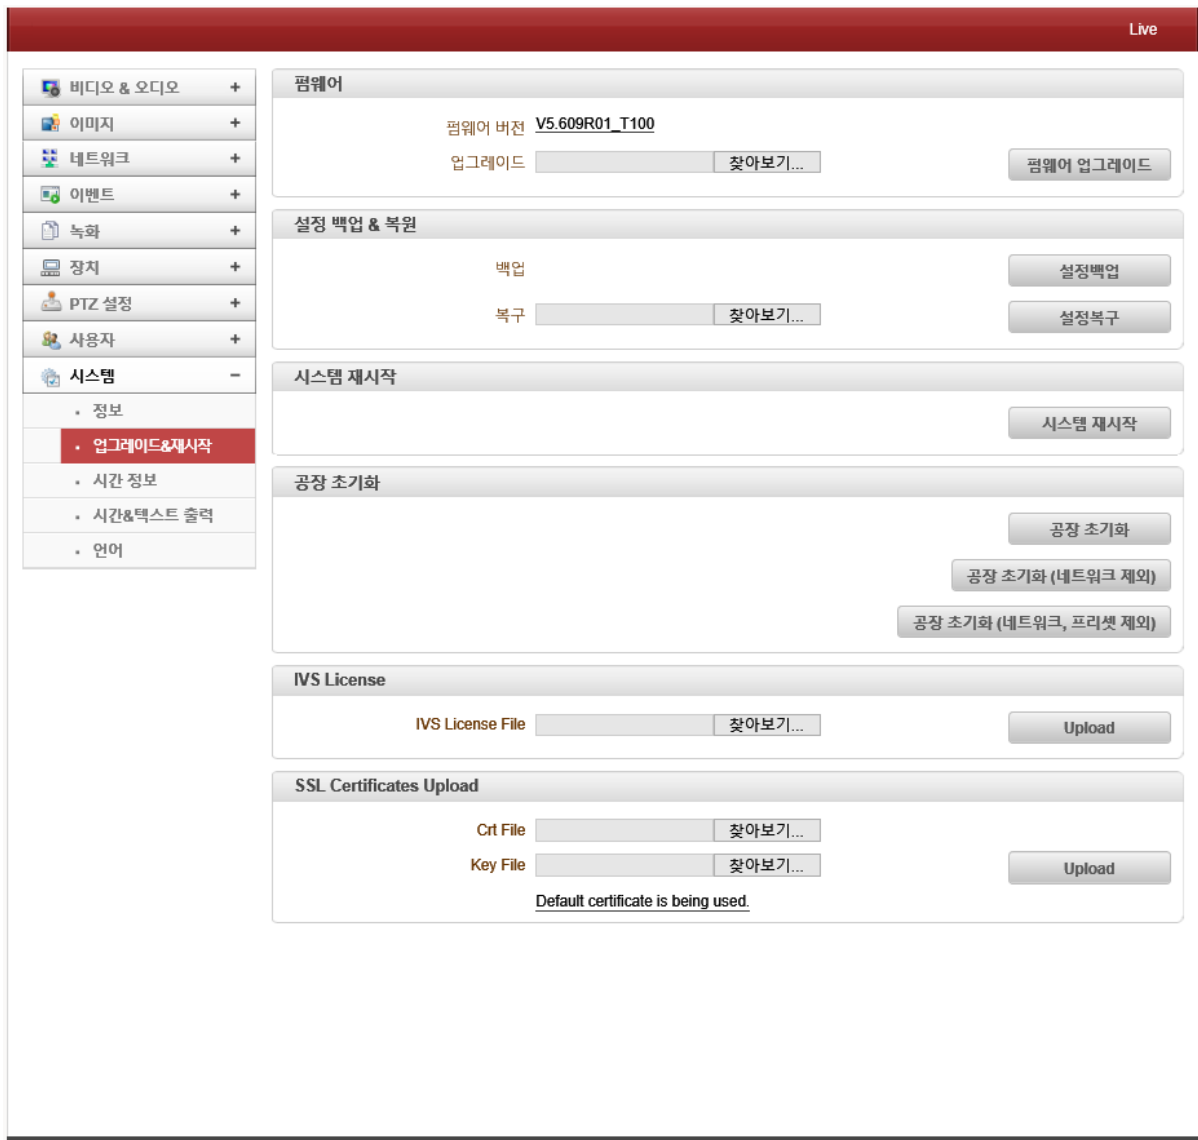 Live
비디오 & 오디오 +
이미지 +
네트워크 +
이벤트 +
녹화 +
장치 +
PTZ 설정 +
사용자 +
시스템 −
정보
업그레이드&재시작
시간 정보
시간&텍스트 출력
언어
펌웨어
펌웨어 버전 V5.609R01_T100
업그레이드 찾아보기... 펌웨어 업그레이드
설정 백업 & 복원
백업 설정백업
복구 찾아보기... 설정복구
시스템 재시작
시스템 재시작
공장 초기화
공장 초기화
공장 초기화 (네트워크 제외)
공장 초기화 (네트워크, 프리셋 제외)
IVS License
IVS License File 찾아보기... Upload
SSL Certificates Upload
Crt File 찾아보기...
Key File 찾아보기... Upload
Default certificate is being used.